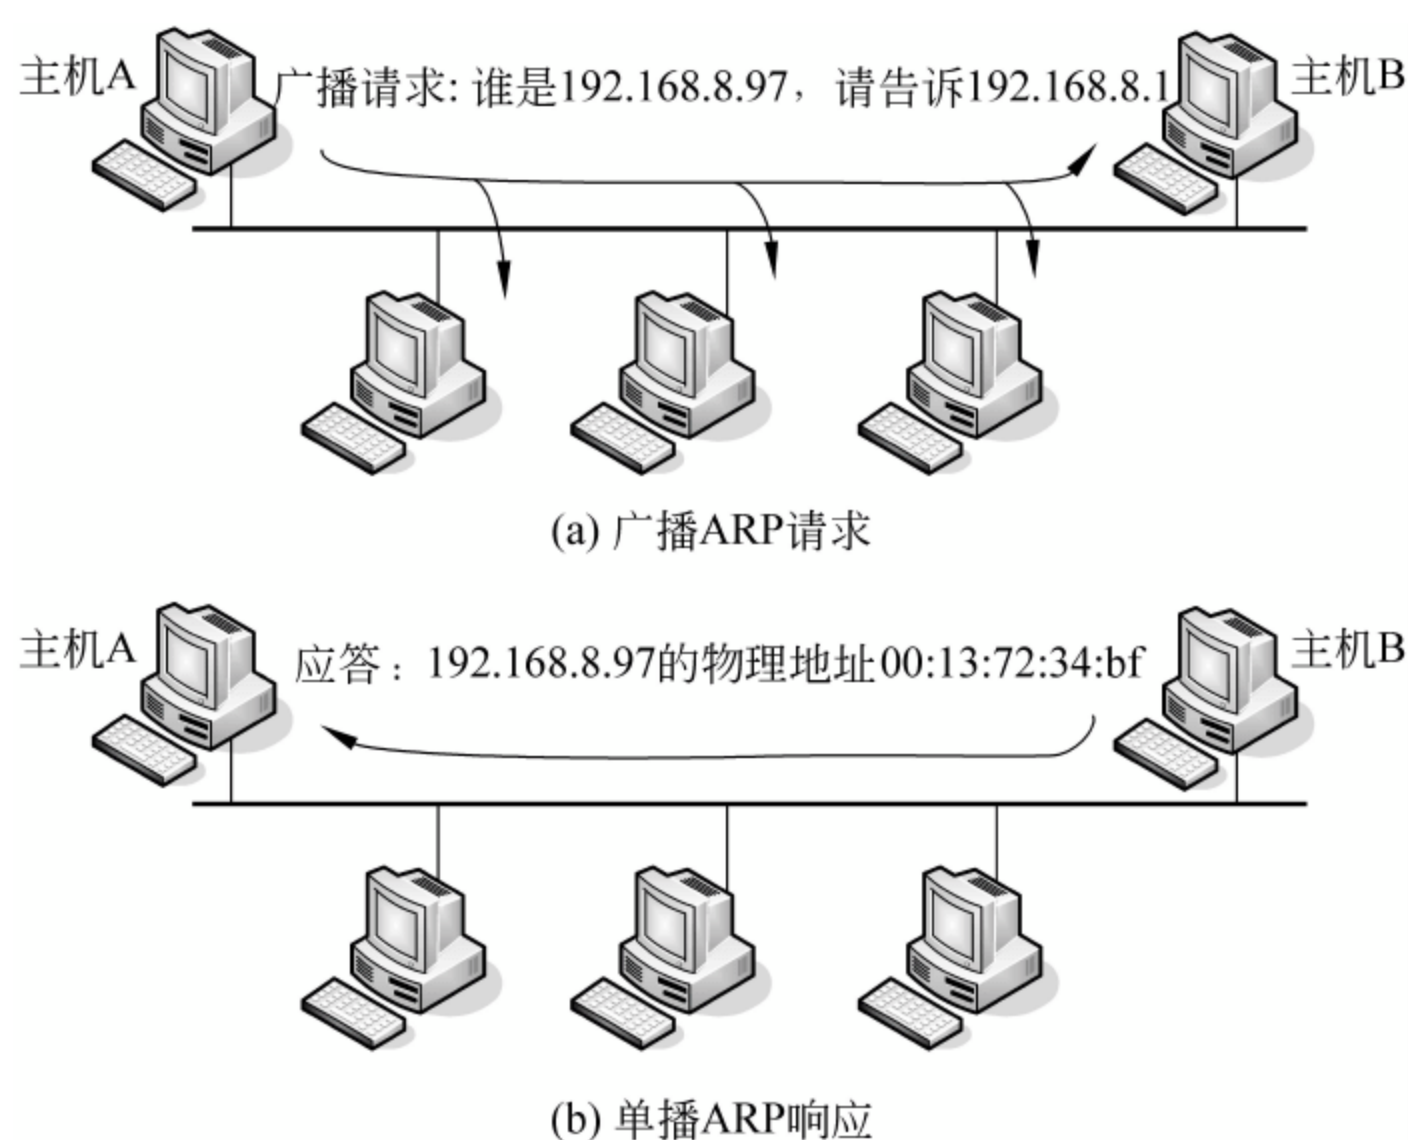 主机A
广播请求: 谁是192.168.8.97，请告诉192.168.8.1
主机B
(a) 广播ARP请求
主机A
应答：192.168.8.97的物理地址00:13:72:34:bf
主机B
(b) 单播ARP响应